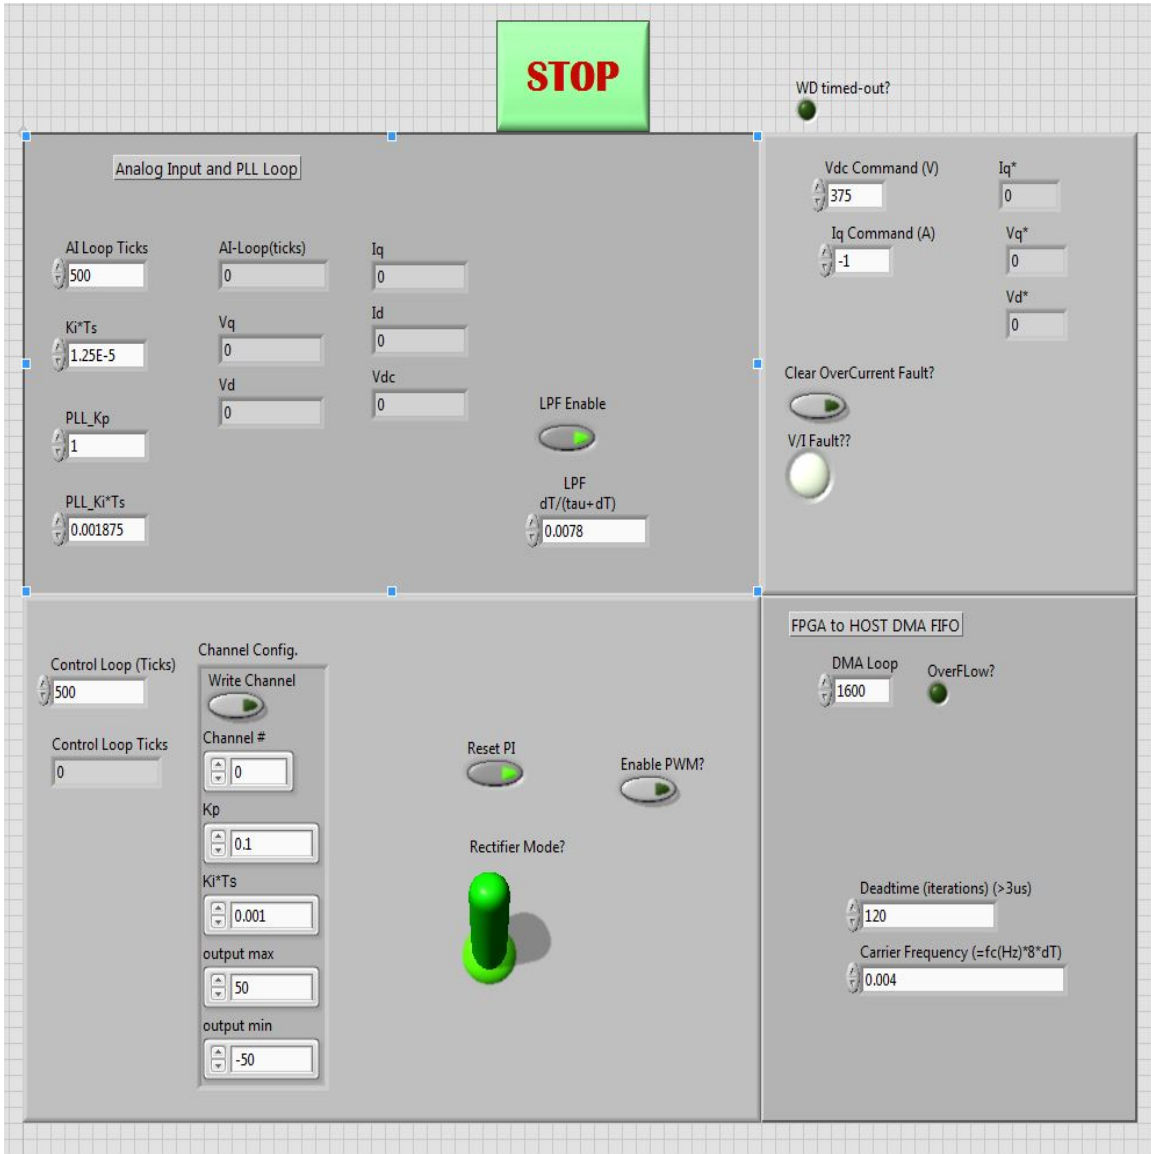 STOP
WD timed-out?
Analog Input and PLL Loop
AI Loop Ticks
500
AI-Loop(ticks)
0
Iq
0
Ki*Ts
1.25E-5
Vq
0
Id
0
PLL_Kp
1
Vd
0
Vdc
0
PLL_Ki*Ts
0.001875
LPF Enable
LPF
dT/(tau+dT)
0.0078
Vdc Command (V)
375
Iq*
0
Iq Command (A)
-1
Vq*
0
Vd*
0
Clear OverCurrent Fault?
V/I Fault??
Control Loop (Ticks)
500
Control Loop Ticks
0
Channel Config.
Write Channel
Channel #
0
Kp
0.1
Ki*Ts
0.001
output max
50
output min
-50
Reset PI
Enable PWM?
Rectifier Mode?
FPGA to HOST DMA FIFO
DMA Loop
1600
OverFLow?
Deadtime (iterations) (>3us)
120
Carrier Frequency (=fc(Hz)*8*dT)
0.004